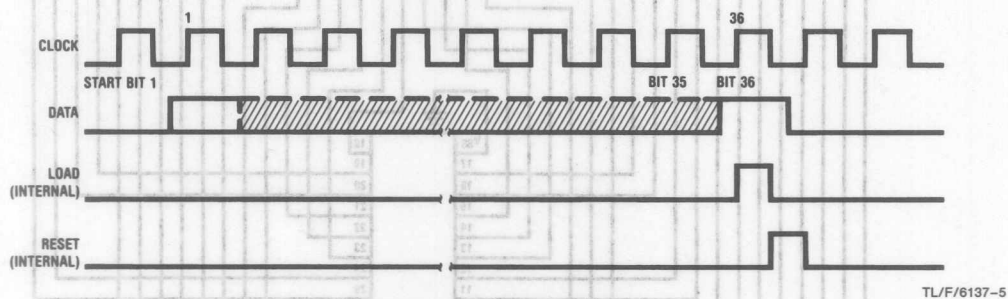 1 36
CLOCK
START BIT 1 BIT 35 BIT 36
DATA
LOAD
(INTERNAL)
RESET
(INTERNAL)
TL/F/6137–5